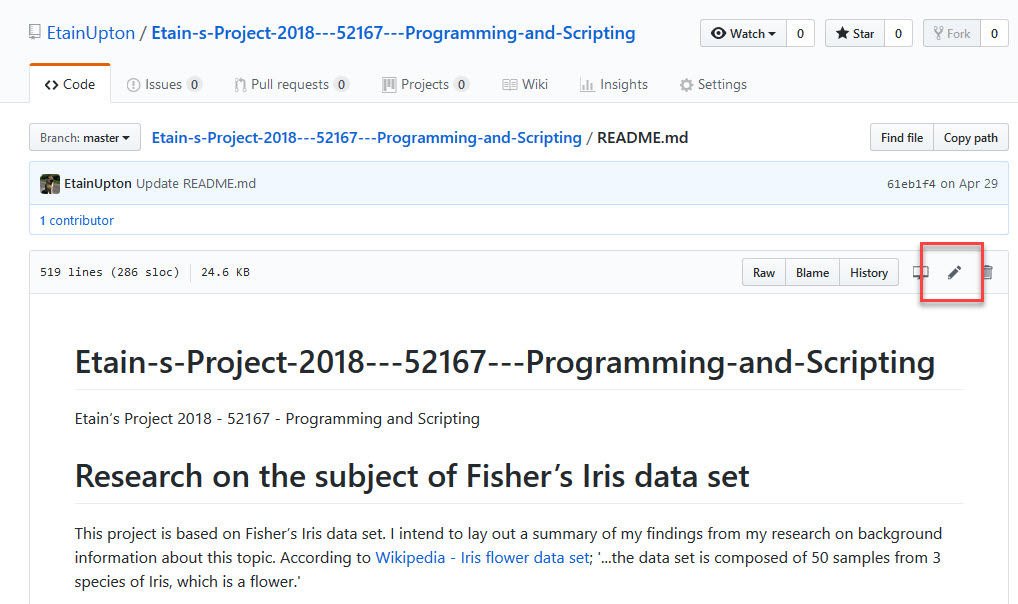 EtainUpton / Etain-s-Project-2018---52167---Programming-and-Scripting
Watch 0 Star 0 Fork 0
Code Issues 0 Pull requests 0 Projects 0 Wiki Insights Settings
Branch: master Etain-s-Project-2018---52167---Programming-and-Scripting / README.md Find file Copy path
EtainUpton Update README.md 61eb1f4 on Apr 29
1 contributor
519 lines (286 sloc) 24.6 KB Raw Blame History
Etain-s-Project-2018---52167---Programming-and-Scripting
Etain’s Project 2018 - 52167 - Programming and Scripting
Research on the subject of Fisher’s Iris data set
This project is based on Fisher’s Iris data set. I intend to lay out a summary of my findings from my research on background
information about this topic. According to Wikipedia - Iris flower data set; '...the data set is composed of 50 samples from 3
species of Iris, which is a flower.'